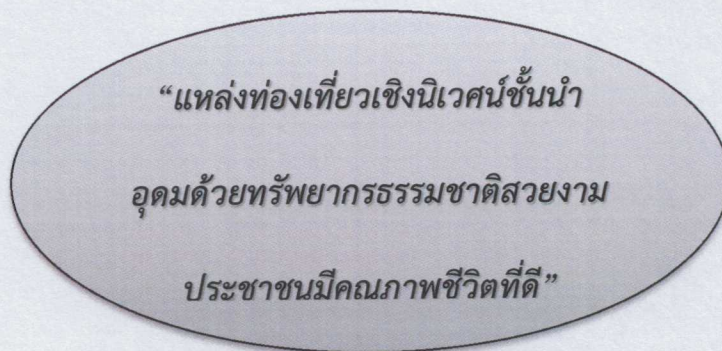 “แหล่งท่องเที่ยวเชิงนิเวศน์ชั้นนำ
อุดมด้วยทรัพยากรธรรมชาติสวยงาม
ประชาชนมีคุณภาพชีวิตที่ดี”